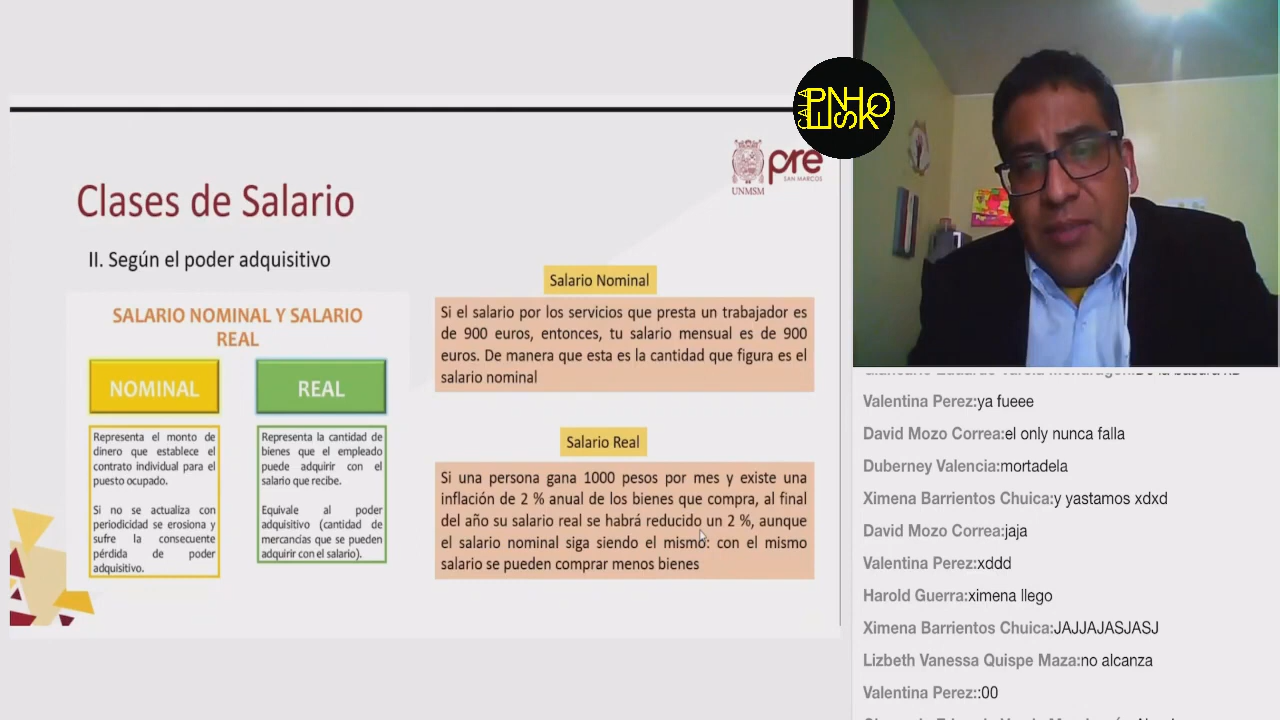 CALA
PENHOESK
pre
SAN MARCOS
UNMSM
Clases de Salario
II. Según el poder adquisitivo
SALARIO NOMINAL Y SALARIO
REAL
NOMINAL
Representa el monto de
dinero que establece el
contrato individual para el
puesto ocupado.
Si no se actualiza con
periodicidad se erosiona y
sufre la consecuente
pérdida de poder
adquisitivo.
REAL
Representa la cantidad de
bienes que el empleado
puede adquirir con el
salario que recibe.
Equivale al poder
adquisitivo (cantidad de
mercancías que se pueden
adquirir con el salario).
Salario Nominal
Si el salario por los servicios que presta un trabajador es
de 900 euros, entonces, tu salario mensual es de 900
euros. De manera que esta es la cantidad que figura es el
salario nominal
Salario Real
Si una persona gana 1000 pesos por mes y existe una
inflación de 2 % anual de los bienes que compra, al final
del año su salario real se habrá reducido un 2 %, aunque
el salario nominal siga siendo el mismo: con el mismo
salario se pueden comprar menos bienes
Valentina Perez:ya fueee
David Mozo Correa:el only nunca falla
Duberney Valencia:mortadela
Ximena Barrientos Chuica:y yastamos xdxd
David Mozo Correa:jaja
Valentina Perez:xddd
Harold Guerra:ximena llego
Ximena Barrientos Chuica:JAJJAJASJASJ
Lizbeth Vanessa Quispe Maza:no alcanza
Valentina Perez::00